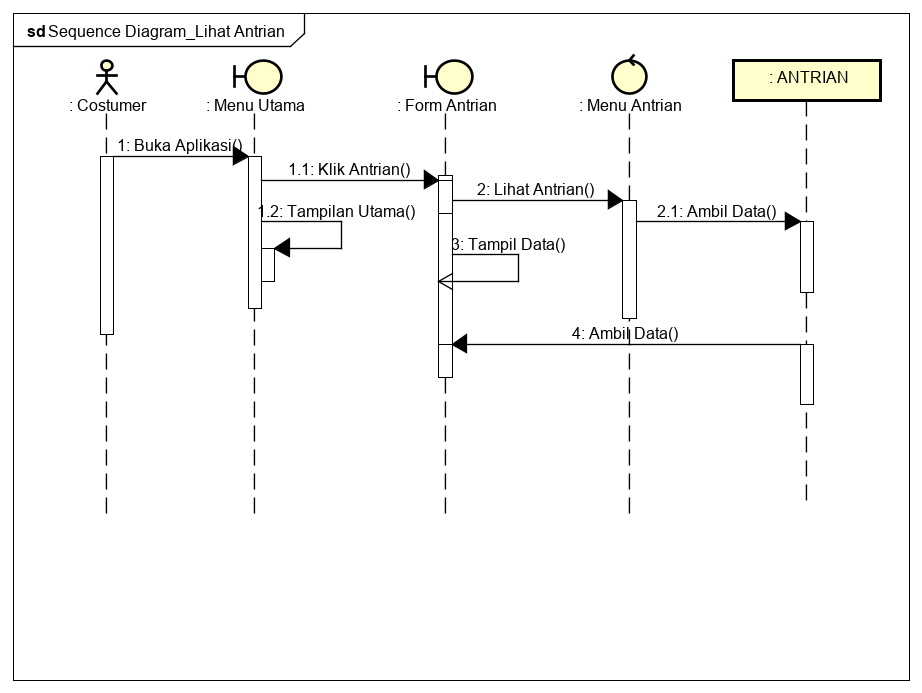 sd Sequence Diagram_Lihat Antrian
: Costumer
: Menu Utama
: Form Antrian
: Menu Antrian
: ANTRIAN
1: Buka Aplikasi()
1.1: Klik Antrian()
2: Lihat Antrian()
1.2: Tampilan Utama()
2.1: Ambil Data()
3: Tampil Data()
4: Ambil Data()